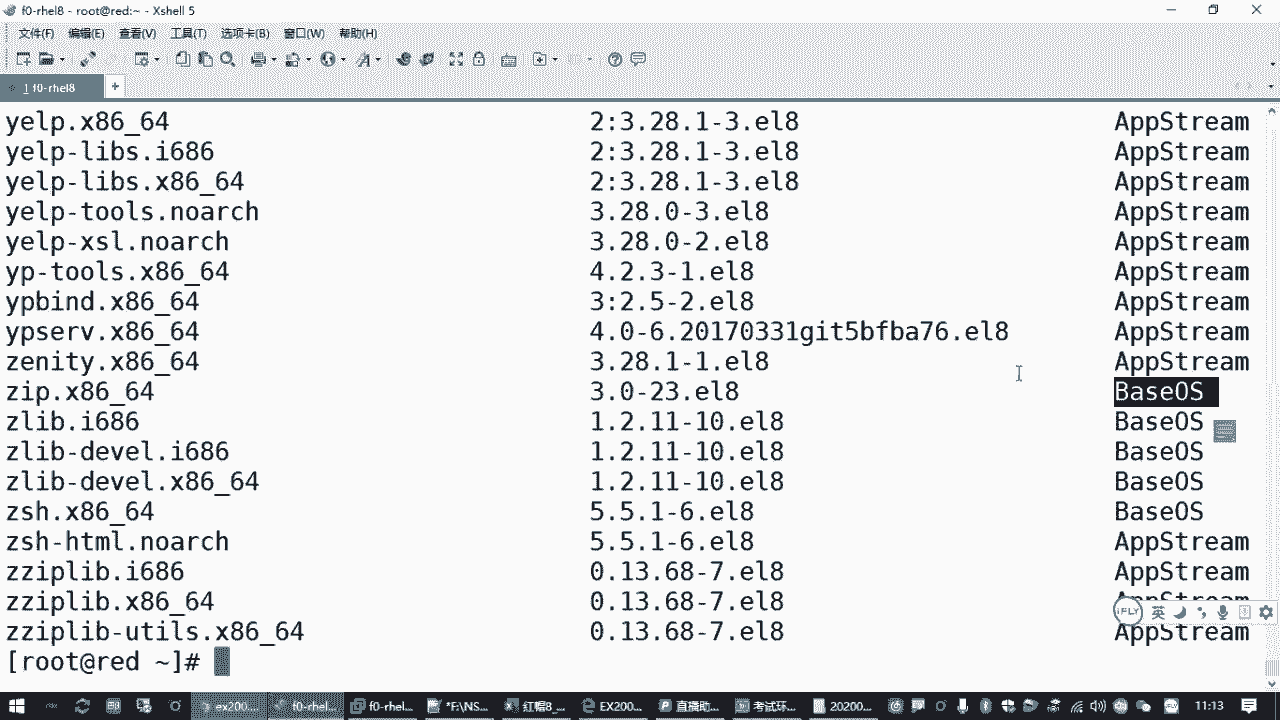 f0-rhel8 - root@red:~ - Xshell 5
文件(F) 编辑(E) 查看(V) 工具(T) 选项卡(B) 窗口(W) 帮助(H)
1 f0-rhel8
yelp.x86_64 2:3.28.1-3.el8 AppStream
yelp-libs.i686 2:3.28.1-3.el8 AppStream
yelp-libs.x86_64 2:3.28.1-3.el8 AppStream
yelp-tools.noarch 3.28.0-3.el8 AppStream
yelp-xsl.noarch 3.28.0-2.el8 AppStream
yp-tools.x86_64 4.2.3-1.el8 AppStream
ypbind.x86_64 3:2.5-2.el8 AppStream
ypserv.x86_64 4.0-6.20170331git5bfba76.el8 AppStream
zenity.x86_64 3.28.1-1.el8 AppStream
zip.x86_64 3.0-23.el8 BaseOS
zlib.i686 1.2.11-10.el8 BaseOS
zlib-devel.i686 1.2.11-10.el8 BaseOS
zlib-devel.x86_64 1.2.11-10.el8 BaseOS
zsh.x86_64 5.5.1-6.el8 BaseOS
zsh-html.noarch 5.5.1-6.el8 AppStream
zziplib.i686 0.13.68-7.el8 AppStream
zziplib.x86_64 0.13.68-7.el8 AppStream
iFLY 英
zziplib-utils.x86_64 0.13.68-7.el8 AppStream
[root@red ~]#
ex200... f0-rhel... f0-rhel... *F:\NS... 红帽8_... EX200... 直播助... 考试环... 20200... 11:13